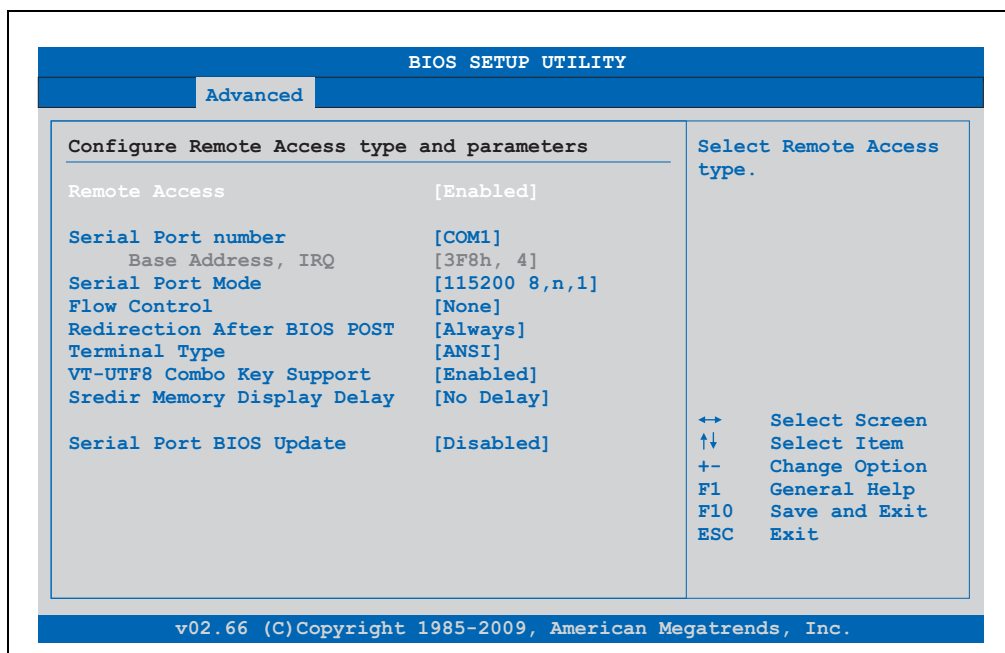 BIOS SETUP UTILITY
Advanced
Configure Remote Access type and parameters
Remote Access [Enabled]
Serial Port number [COM1]
Base Address, IRQ [3F8h, 4]
Serial Port Mode [115200 8,n,1]
Flow Control [None]
Redirection After BIOS POST [Always]
Terminal Type [ANSI]
VT-UTF8 Combo Key Support [Enabled]
Sredir Memory Display Delay [No Delay]
Serial Port BIOS Update [Disabled]
Select Remote Access
type.
↔ Select Screen
↑↓ Select Item
+- Change Option
F1 General Help
F10 Save and Exit
ESC Exit
v02.66 (C)Copyright 1985-2009, American Megatrends, Inc.